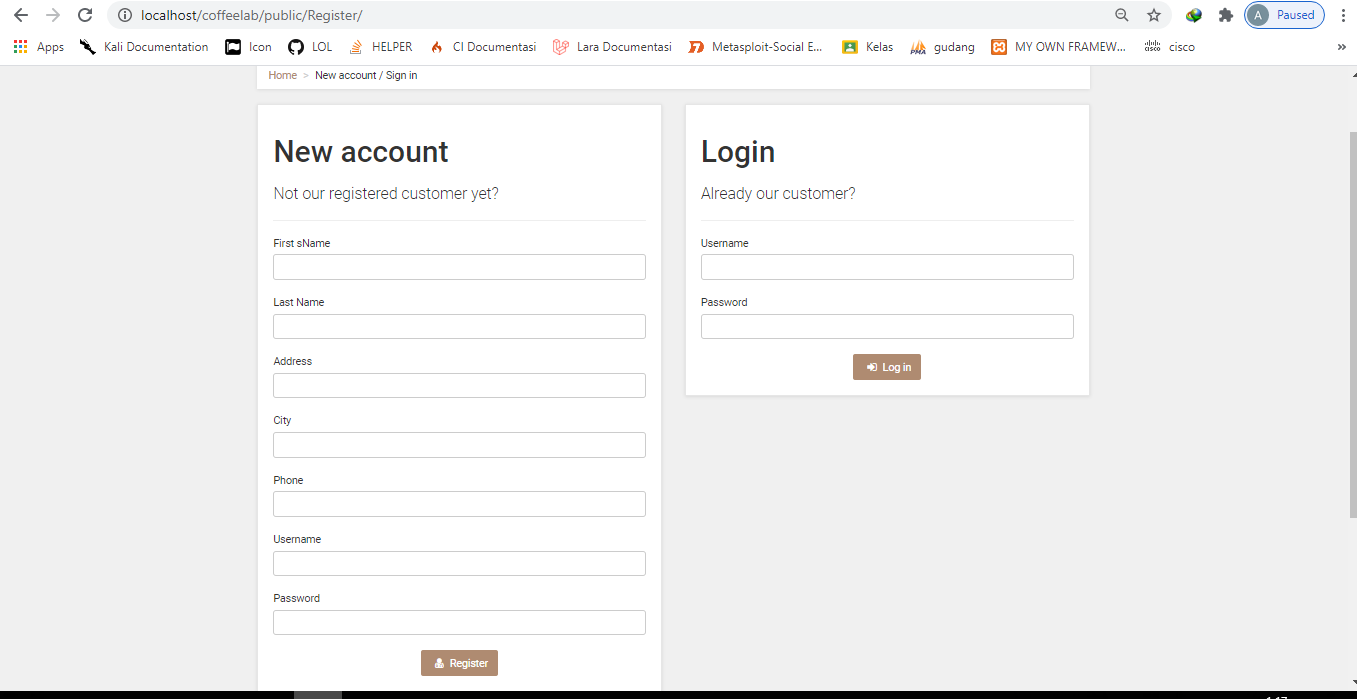 localhost/coffeelab/public/Register/
A Paused
Apps Kali Documentation Icon LOL HELPER CI Documentasi Lara Documentasi Metasploit-Social E... Kelas PMA gudang MY OWN FRAMEW... cisco cisco »
Home > New account / Sign in
New account
Not our registered customer yet?
First sName
Last Name
Address
City
Phone
Username
Password
Register
Login
Already our customer?
Username
Password
Log in